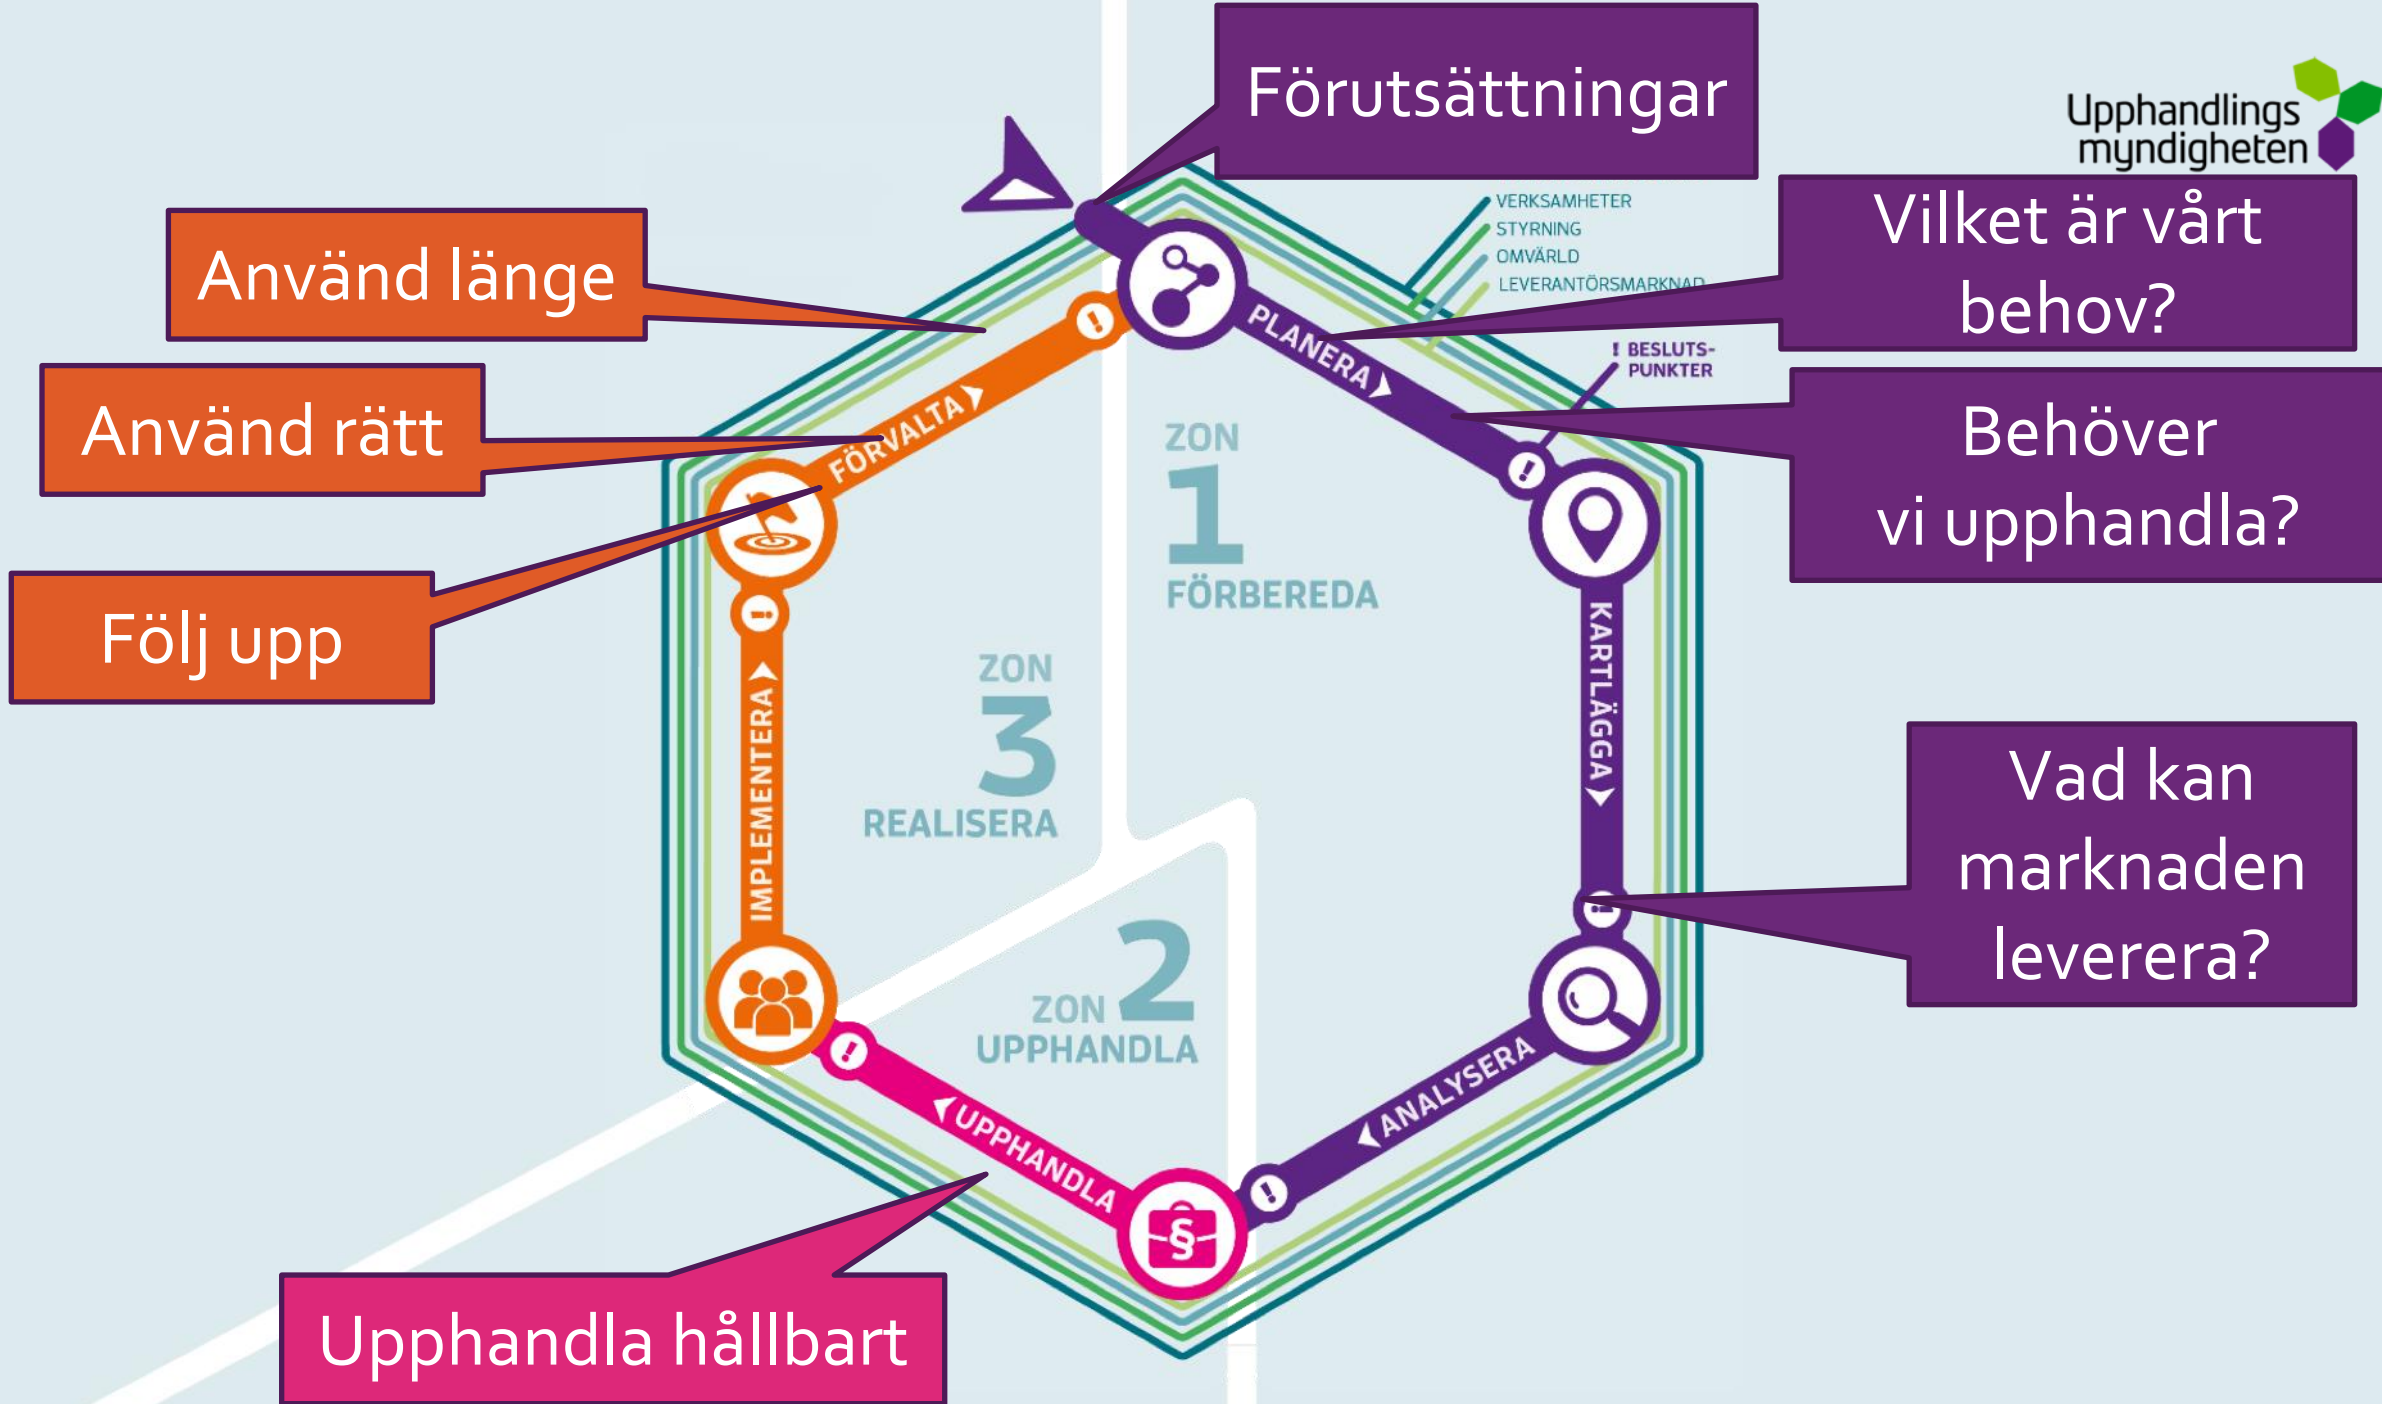 Förutsättningar
Upphandlings
myndigheten
VERKSAMHETER
STYRNING
OMVÄRLD
LEVERANTÖRSMARKNAD
Vilket är vårt
behov?
Använd länge
! BESLUTS-
PUNKTER
PLANERA
Behöver
vi upphandla?
Använd rätt
FÖRVALTA
ZON
1
FÖRBEREDA
Följ upp
KARTLÄGGA
ZON
3
REALISERA
IMPLEMENTERA
Vad kan
marknaden
leverera?
ZON 2
UPPHANDLA
ANALYSERA
UPPHANDLA
§
Upphandla hållbart